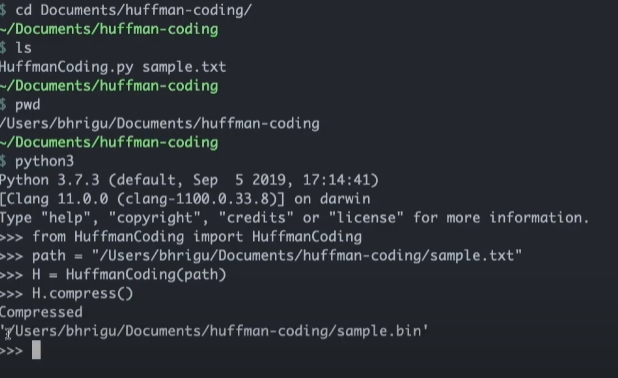 $ cd Documents/huffman-coding/
~/Documents/huffman-coding
$ ls
HuffmanCoding.py sample.txt
~/Documents/huffman-coding
$ pwd
/Users/bhrigu/Documents/huffman-coding
~/Documents/huffman-coding
$ python3
Python 3.7.3 (default, Sep  5 2019, 17:14:41)
[Clang 11.0.0 (clang-1100.0.33.8)] on darwin
Type "help", "copyright", "credits" or "license" for more information.
>>> from HuffmanCoding import HuffmanCoding
>>> path = "/Users/bhrigu/Documents/huffman-coding/sample.txt"
>>> H = HuffmanCoding(path)
>>> H.compress()
Compressed
'/Users/bhrigu/Documents/huffman-coding/sample.bin'
>>>